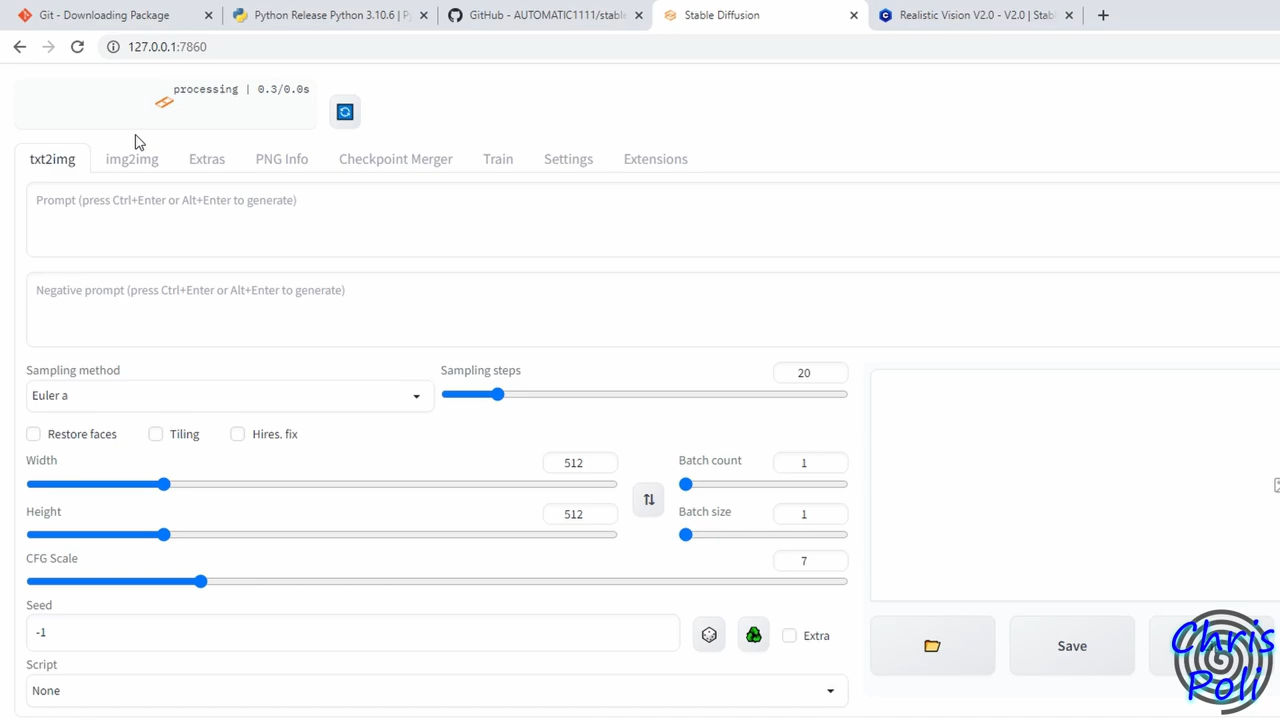 Git - Downloading Package
Python Release Python 3.10.6 | Py
GitHub - AUTOMATIC1111/stable
Stable Diffusion
Realistic Vision V2.0 - V2.0 | Stab
127.0.0.1:7860
processing | 0.3/0.0s
txt2img
img2img
Extras
PNG Info
Checkpoint Merger
Train
Settings
Extensions
Prompt (press Ctrl+Enter or Alt+Enter to generate)
Negative prompt (press Ctrl+Enter or Alt+Enter to generate)
Sampling method
Sampling steps
20
Euler a
Restore faces
Tiling
Hires. fix
Width
512
Batch count
1
Height
512
Batch size
1
CFG Scale
7
Seed
-1
Extra
Save
Script
None
Chris
Poli